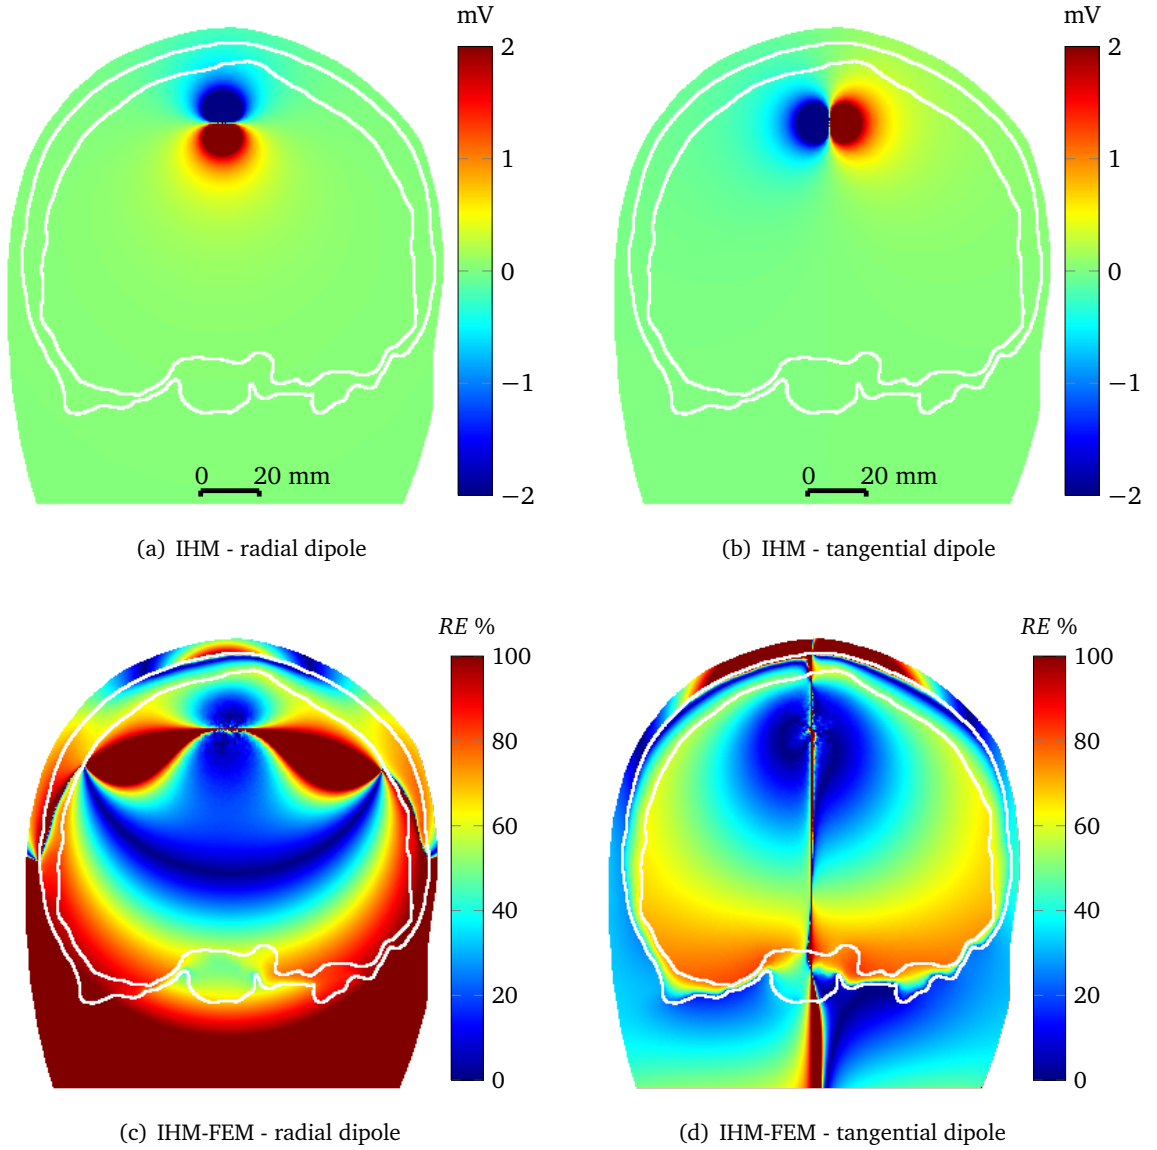 mV
2
1
0
−1
−2
0 20 mm
(a) IHM - radial dipole
mV
2
1
0
−1
−2
0 20 mm
(b) IHM - tangential dipole
RE %
100
80
60
40
20
0
(c) IHM-FEM - radial dipole
RE %
100
80
60
40
20
0
(d) IHM-FEM - tangential dipole